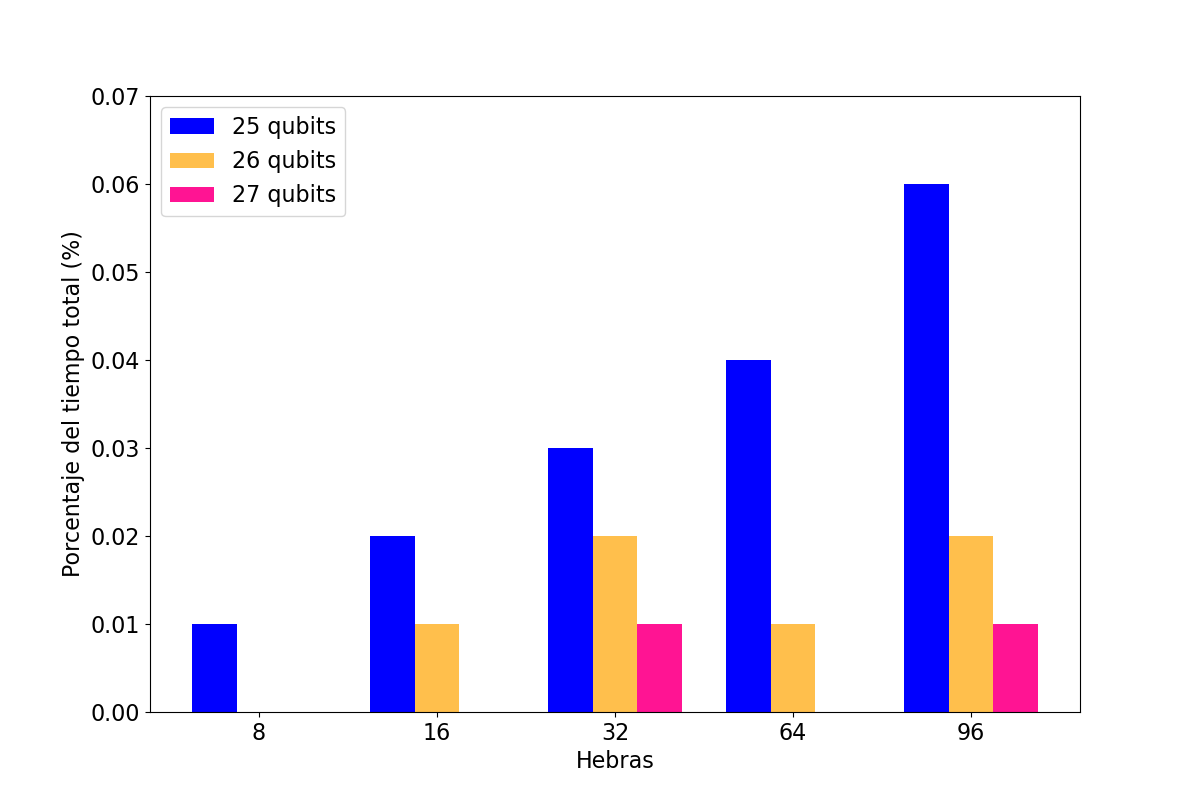 25 qubits
26 qubits
27 qubits
Porcentaje del tiempo total (%)
0.07
0.06
0.05
0.04
0.03
0.02
0.01
0.00
8 16 32 64 96
Hebras